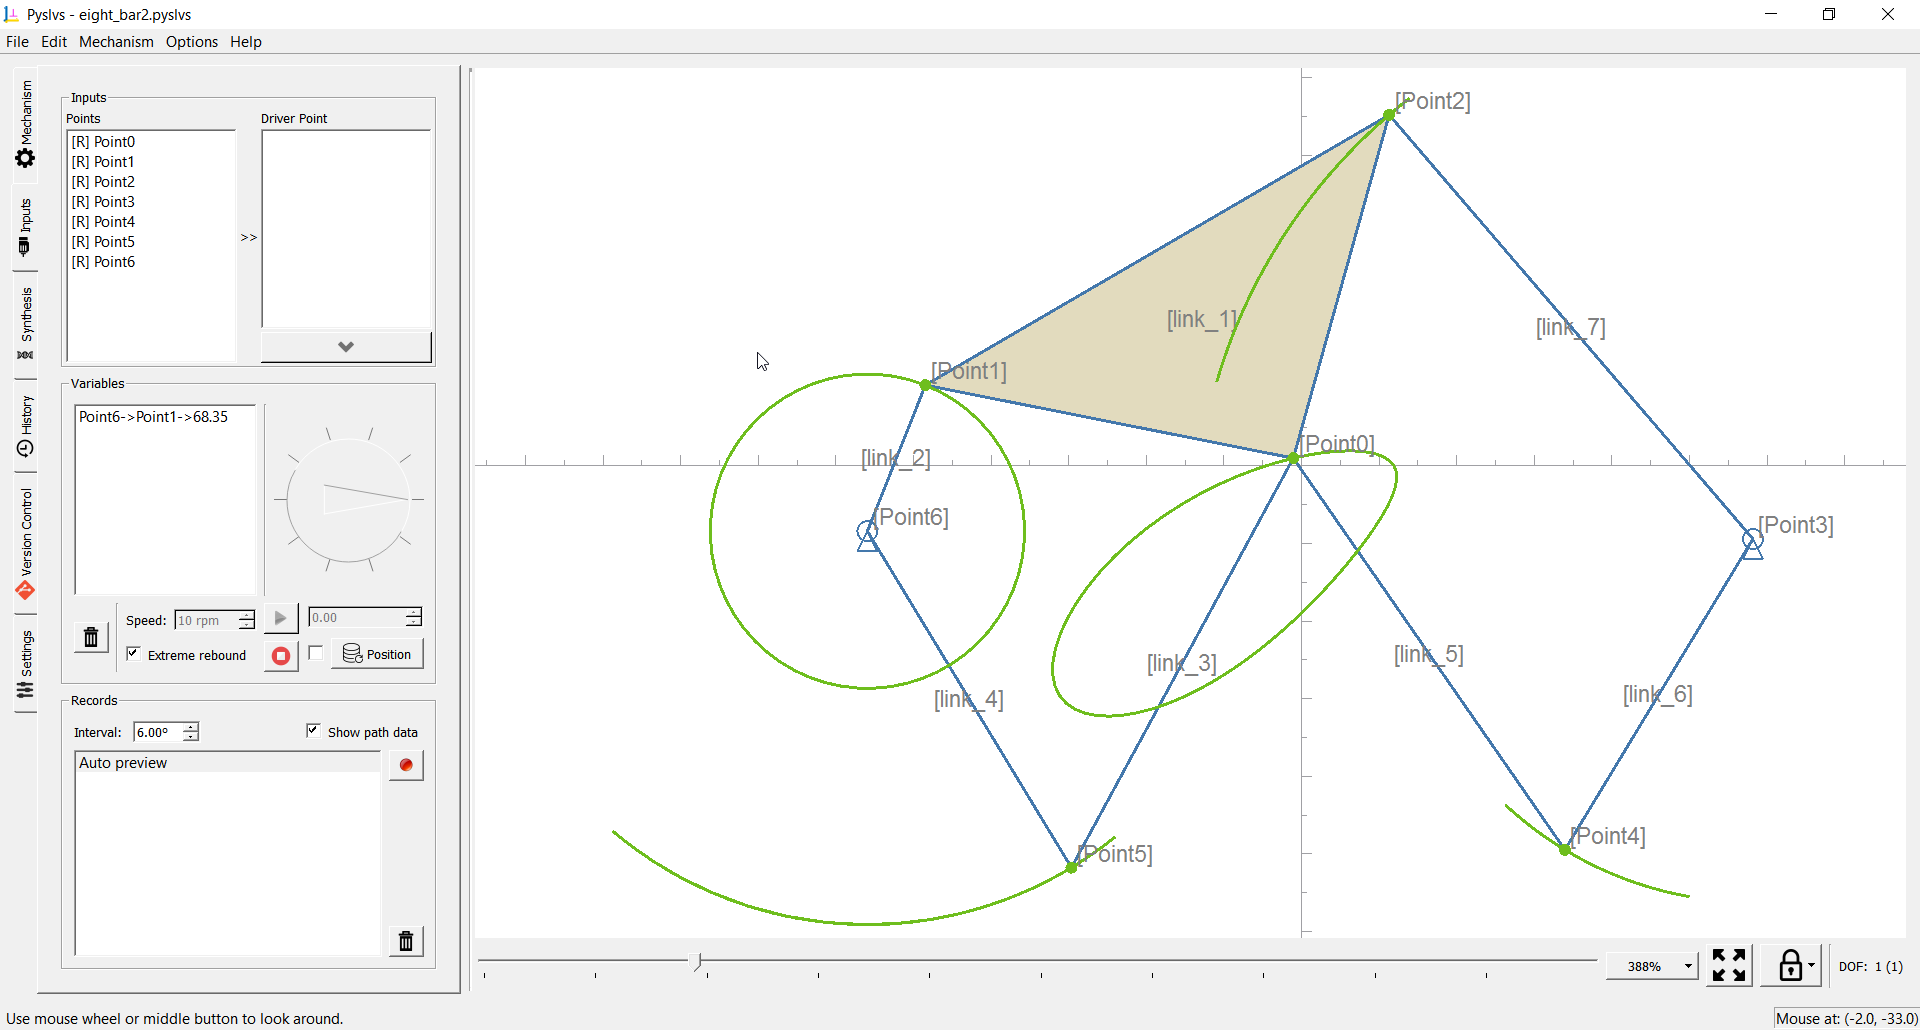 Pyslvs - eight_bar2.pyslvs
File Edit Mechanism Options Help
Mechanism
Inputs
Synthesis
History
Version Control
Settings
Inputs
Points
Driver Point
[R] Point0
[R] Point1
[R] Point2
[R] Point3
[R] Point4
[R] Point5
[R] Point6
>>
Variables
Point6->Point1->68.35
Speed: 10 rpm
0.00
Extreme rebound
Position
Records
Interval: 6.00º
Show path data
Auto preview
[Point2]
[link_1]
[link_7]
[Point1]
[Point0]
[link_2]
[Point6]
[Point3]
[link_3]
[link_5]
[link_4]
[link_6]
[Point5]
[Point4]
388%
DOF: 1 (1)
Use mouse wheel or middle button to look around.
Mouse at: (-2.0, -33.0)